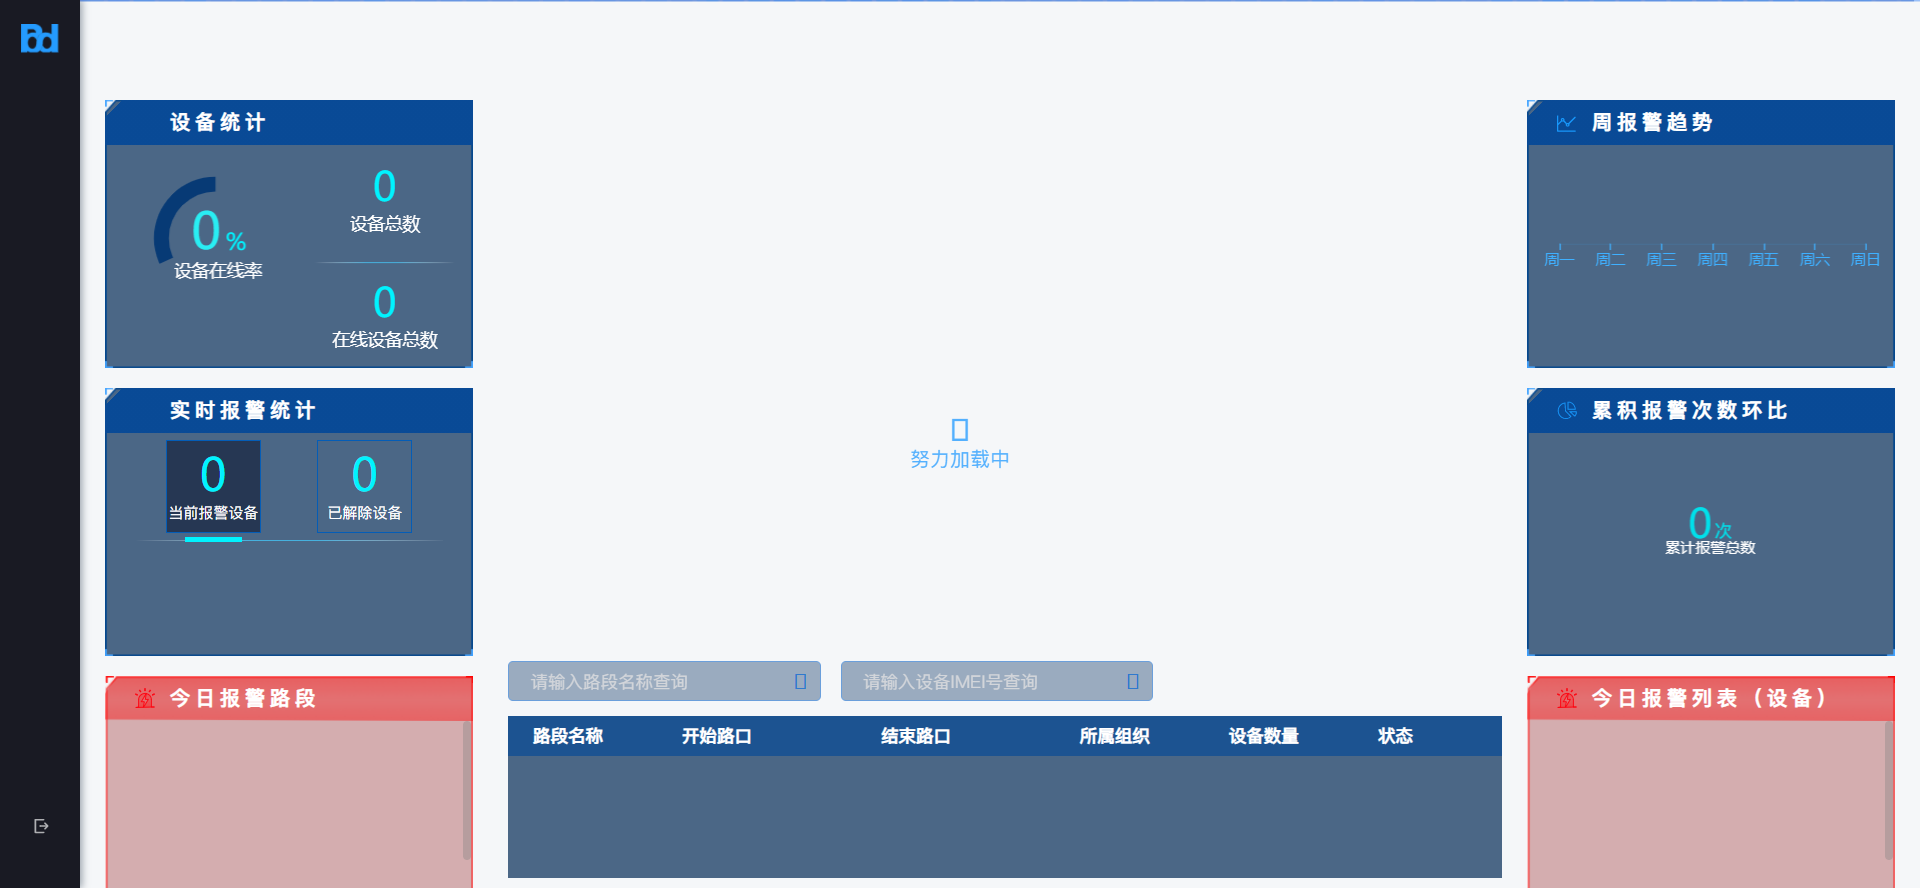 Bd
设备统计
0%
设备在线率
0
设备总数
0
在线设备总数
实时报警统计
0
当前报警设备
0
已解除设备
今日报警路段
努力加载中
请输入路段名称查询
请输入设备IMEI号查询
路段名称 开始路口 结束路口 所属组织 设备数量 状态
周报警趋势
周一 周二 周三 周四 周五 周六 周日
累积报警次数环比
0次
累计报警总数
今日报警列表（设备）